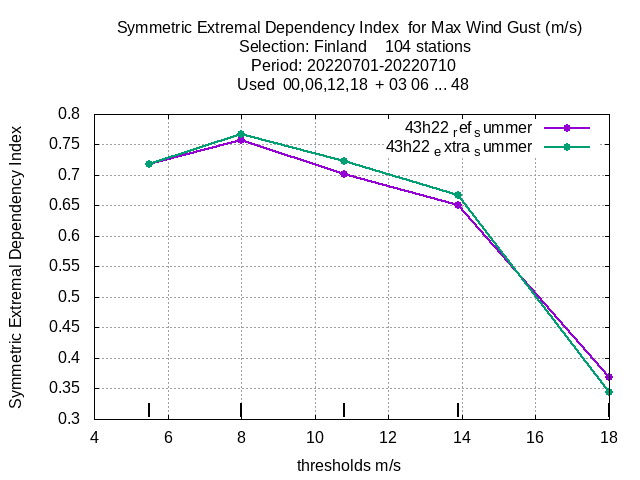 Symmetric Extremal Dependency Index for Max Wind Gust (m/s)
Selection: Finland 104 stations
Period: 20220701-20220710
Used 00,06,12,18 + 03 06 ... 48
Symmetric Extremal Dependency Index
0.8
0.75
0.7
0.65
0.6
0.55
0.5
0.45
0.4
0.35
0.3
43h22 ref summer
43h22 extra summer
4 6 8 10 12 14 16 18
thresholds m/s